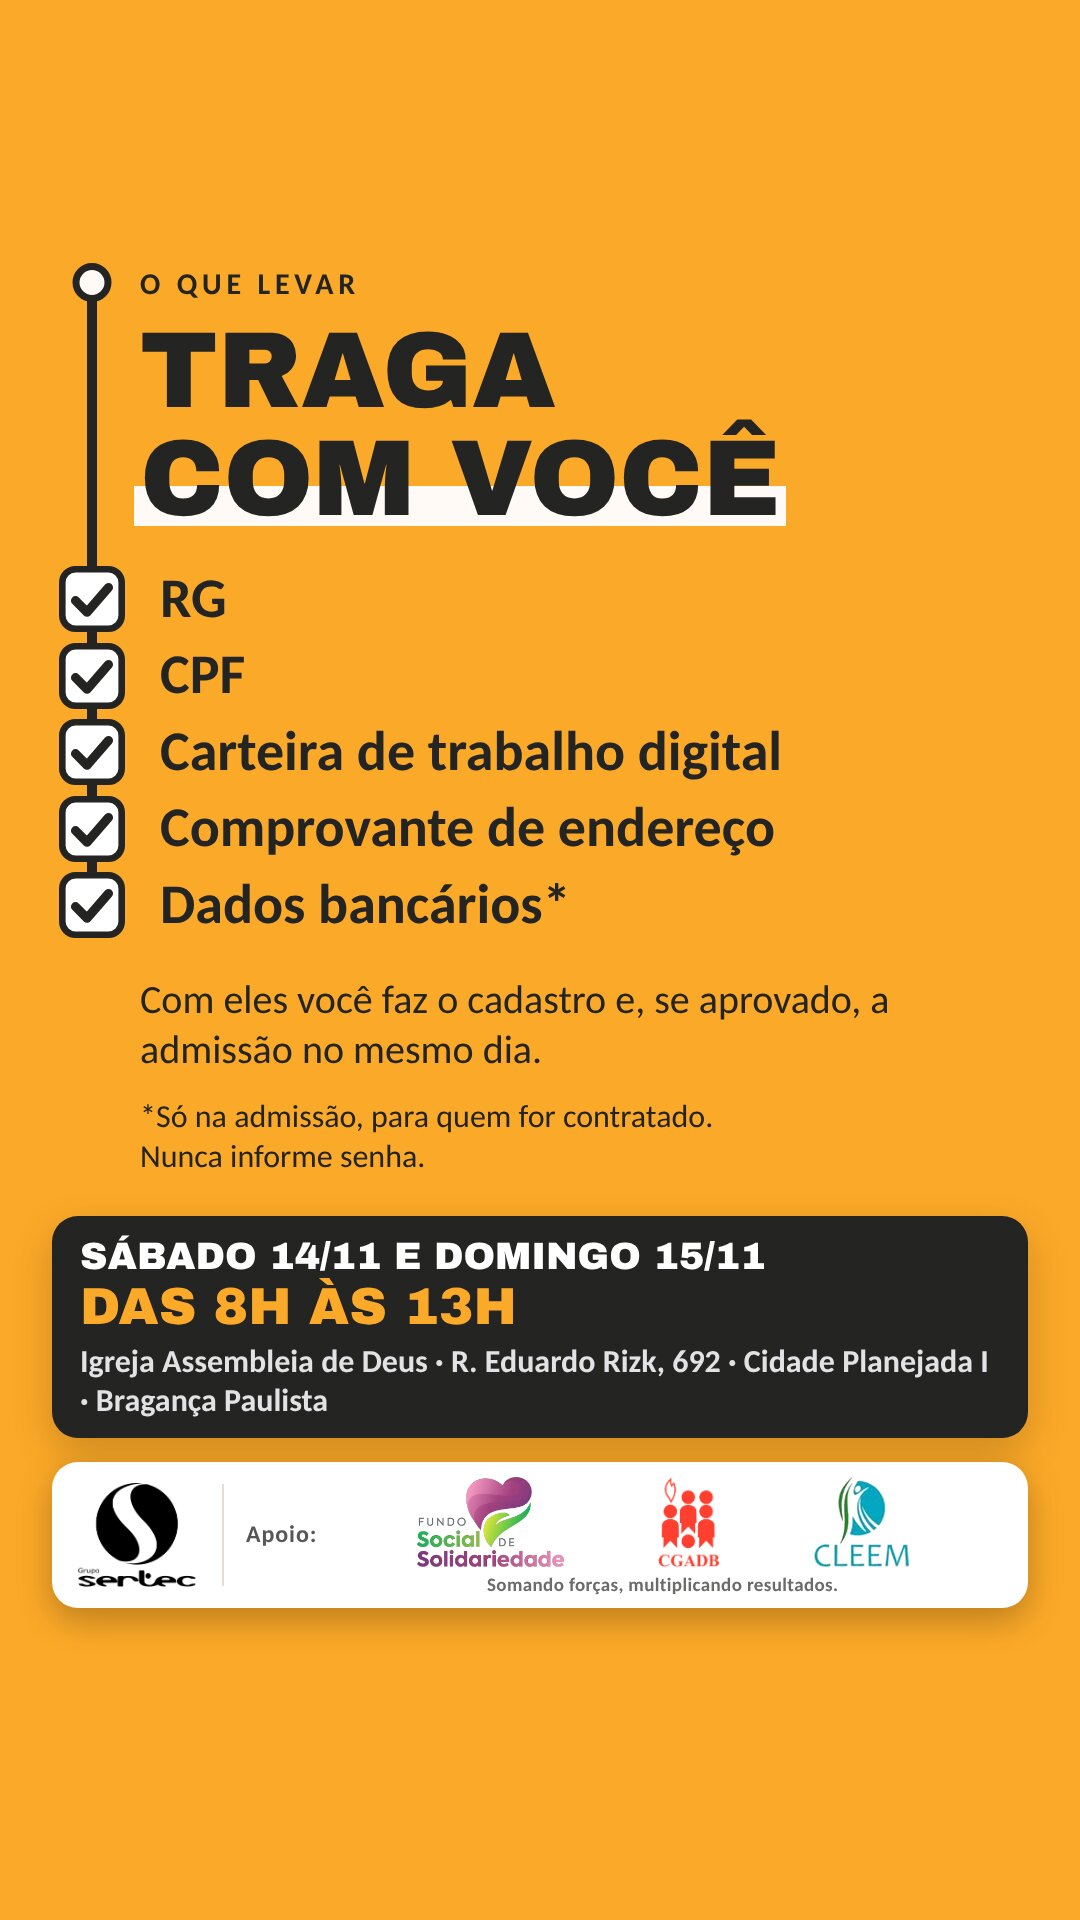 O QUE LEVAR
TRAGA
COM VOCÊ
RG
CPF
Carteira de trabalho digital
Comprovante de endereço
Dados bancários*
Com eles você faz o cadastro e, se aprovado, a
admissão no mesmo dia.
*Só na admissão, para quem for contratado.
Nunca informe senha.
SÁBADO 14/11 E DOMINGO 15/11
DAS 8H ÀS 13H
Igreja Assembleia de Deus · R. Eduardo Rizk, 692 · Cidade Planejada I
· Bragança Paulista
Grupo
sertec
Apoio:
FUNDO
Social DE
Solidariedade
CGADB
CLEEM
Somando forças, multiplicando resultados.